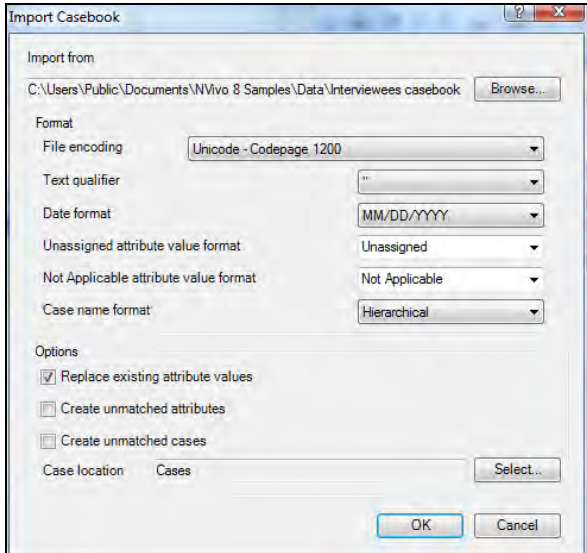 Import Casebook
Import from
C:\Users\Public\Documents\NVivo 8 Samples\Data\Interviewees casebook Browse...
Format
File encoding Unicode - Codepage 1200
Text qualifier "
Date format MM/DD/YYYY
Unassigned attribute value format Unassigned
Not Applicable attribute value format Not Applicable
Case name format Hierarchical
Options
Replace existing attribute values
Create unmatched attributes
Create unmatched cases
Case location Cases Select...
OK Cancel